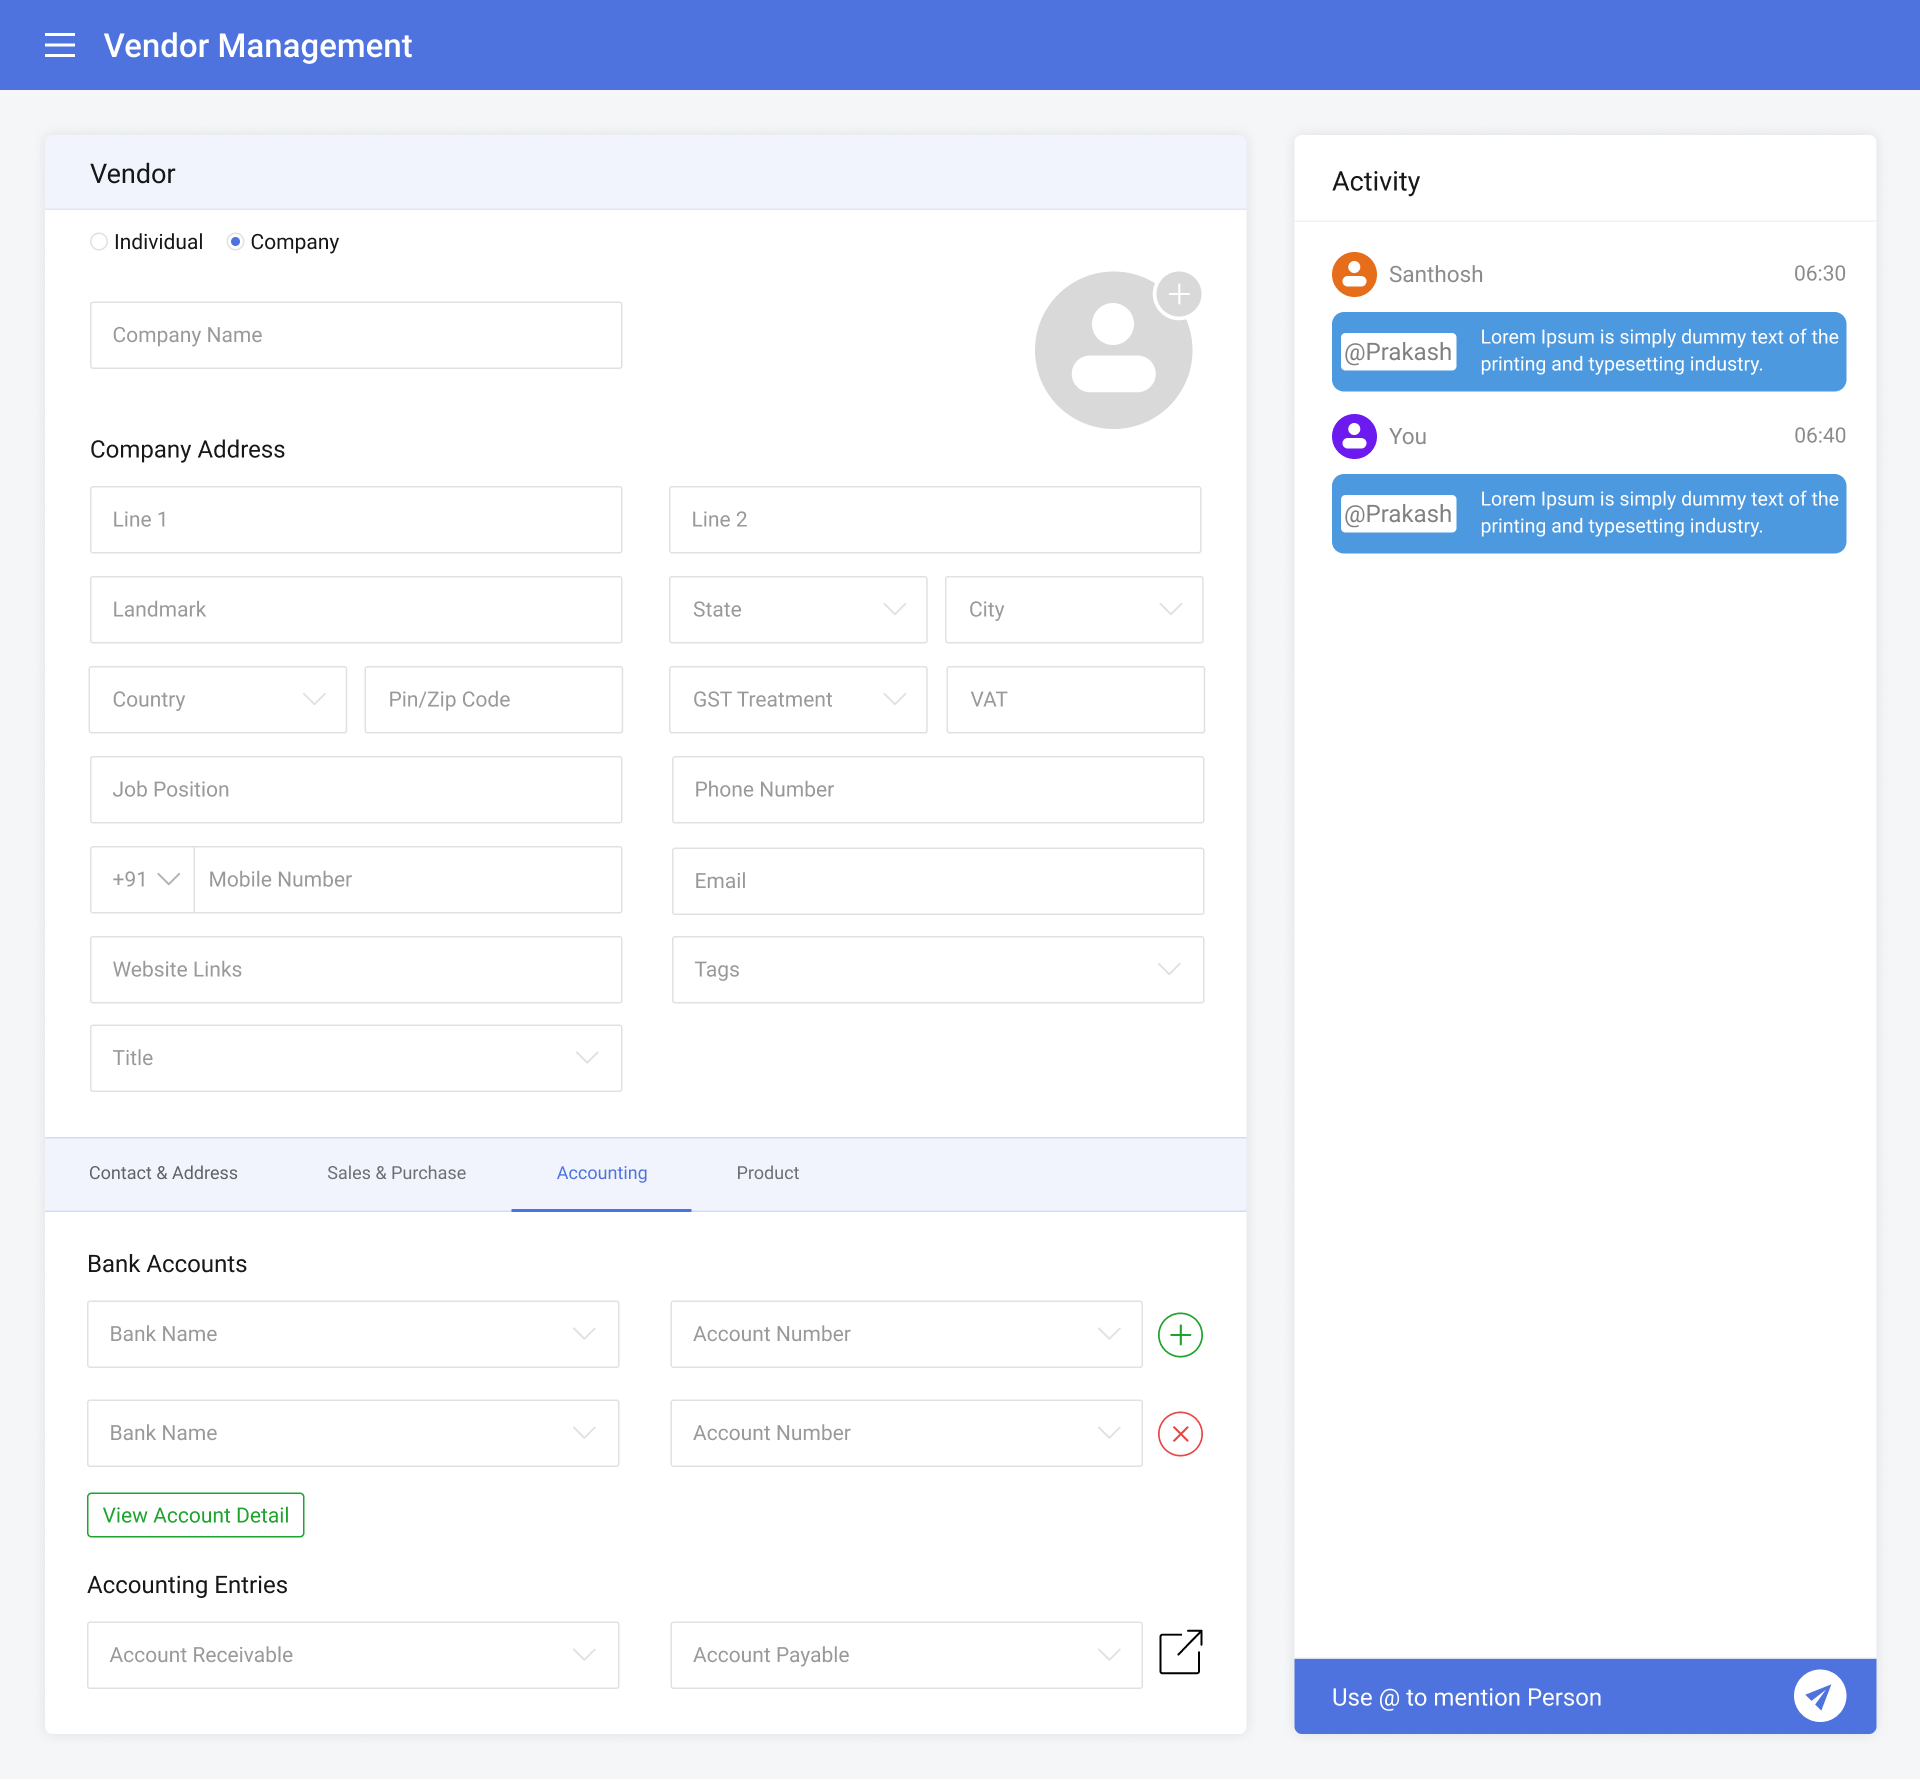 Vendor Management
Vendor
Individual
Company
Company Name
Company Address
Line 1
Line 2
Landmark
State
City
Country
Pin/Zip Code
GST Treatment
VAT
Job Position
Phone Number
+91
Mobile Number
Email
Website Links
Tags
Title
Contact & Address
Sales & Purchase
Accounting
Product
Bank Accounts
Bank Name
Account Number
Bank Name
Account Number
View Account Detail
Accounting Entries
Account Receivable
Account Payable
Activity
Santhosh
06:30
@Prakash
Lorem Ipsum is simply dummy text of the
printing and typesetting industry.
You
06:40
@Prakash
Lorem Ipsum is simply dummy text of the
printing and typesetting industry.
Use @ to mention Person